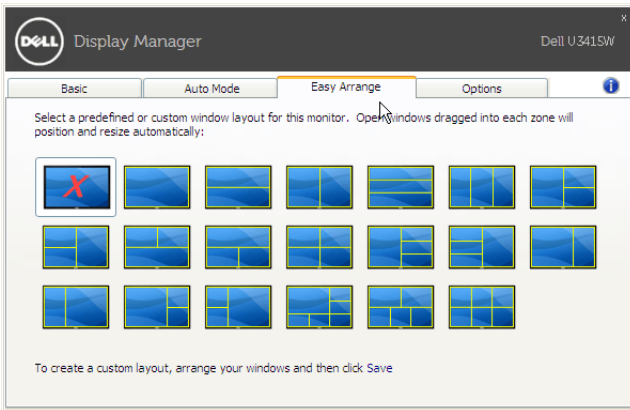 x
DELL Display Manager Dell U3415W
Basic Auto Mode Easy Arrange Options i
Select a predefined or custom window layout for this monitor. Open windows dragged into each zone will
position and resize automatically:
X
To create a custom layout, arrange your windows and then click Save